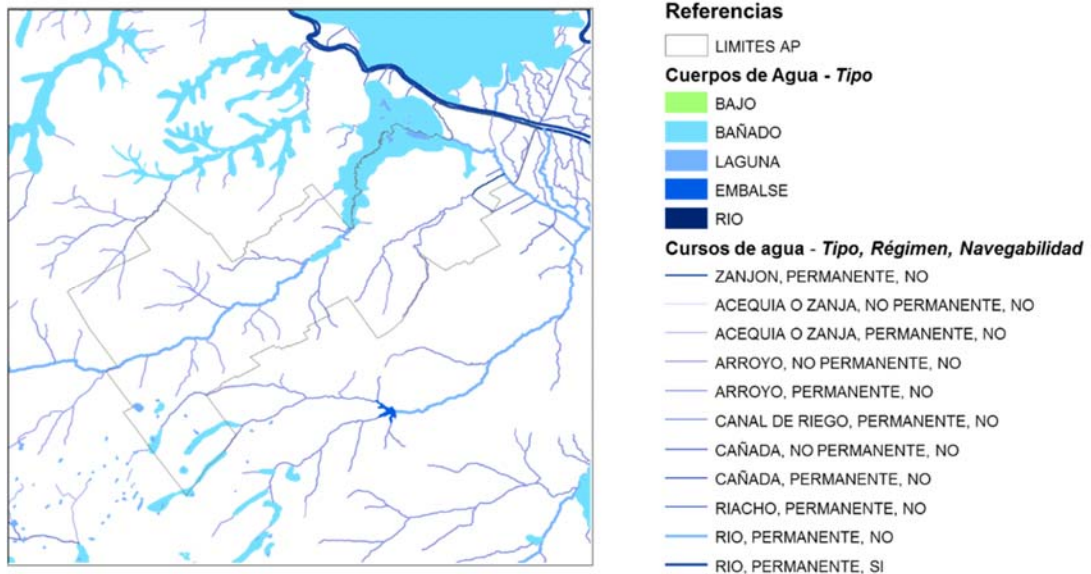 Referencias
LIMITES AP
Cuerpos de Agua - Tipo
BAJO
BAÑADO
LAGUNA
EMBALSE
RIO
Cursos de agua - Tipo, Régimen, Navegabilidad
ZANJON, PERMANENTE, NO
ACEQUIA O ZANJA, NO PERMANENTE, NO
ACEQUIA O ZANJA, PERMANENTE, NO
ARROYO, NO PERMANENTE, NO
ARROYO, PERMANENTE, NO
CANAL DE RIEGO, PERMANENTE, NO
CAÑADA, NO PERMANENTE, NO
CAÑADA, PERMANENTE, NO
RIACHO, PERMANENTE, NO
RIO, PERMANENTE, NO
RIO, PERMANENTE, SI